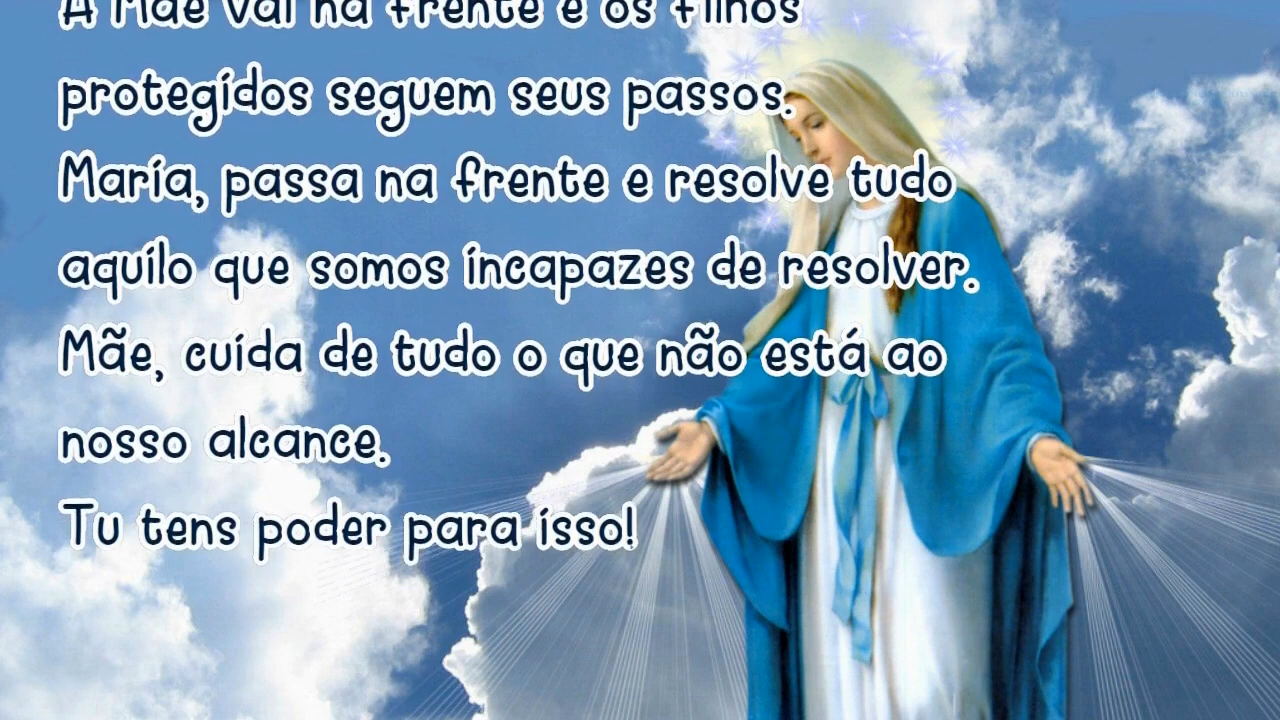 A Mãe vai na frente e os filhos
protegidos seguem seus passos.
Maria, passa na frente e resolve tudo
aquilo que somos incapazes de resolver.
Mãe, cuida de tudo o que não está ao
nosso alcance.
Tu tens poder para isso!